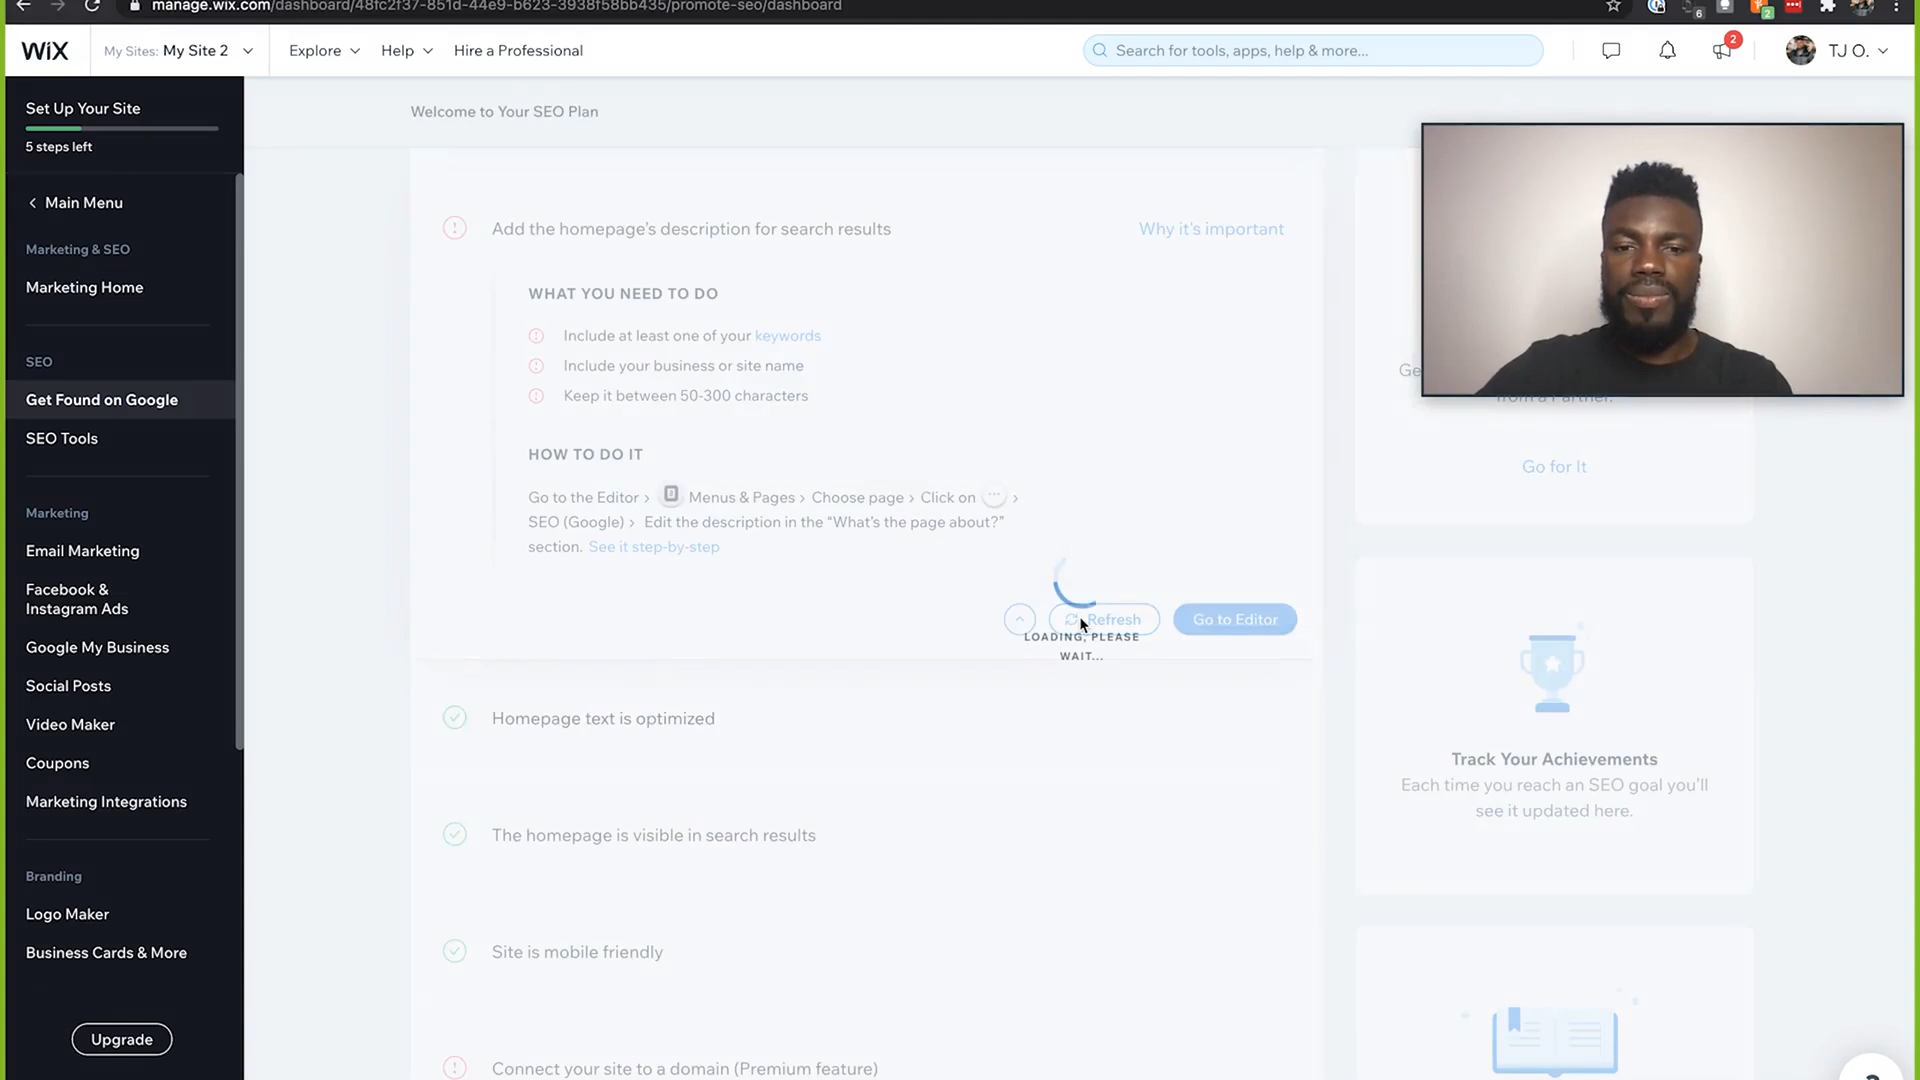 manage.wix.com/dashboard/48fc2f37-851d-44e9-b623-3938f58bb435/promote-seo/dashboard
6
2
WiX
My Sites: My Site 2
Explore
Help
Hire a Professional
Search for tools, apps, help & more...
2
TJ O.
Set Up Your Site
5 steps left
Main Menu
Marketing & SEO
Marketing Home
SEO
Get Found on Google
SEO Tools
Marketing
Email Marketing
Facebook &
Instagram Ads
Google My Business
Social Posts
Video Maker
Coupons
Marketing Integrations
Branding
Logo Maker
Business Cards & More
Upgrade
Welcome to Your SEO Plan
Add the homepage's description for search results
Why it's important
WHAT YOU NEED TO DO
Include at least one of your keywords
Include your business or site name
Keep it between 50-300 characters
HOW TO DO IT
Go to the Editor > Menus & Pages > Choose page > Click on ... >
SEO (Google) > Edit the description in the “What's the page about?”
section. See it step-by-step
Refresh
Go to Editor
LOADING, PLEASE
WAIT...
Homepage text is optimized
The homepage is visible in search results
Site is mobile friendly
Connect your site to a domain (Premium feature)
Ge
from a Partner.
Go for It
Track Your Achievements
Each time you reach an SEO goal you'll
see it updated here.